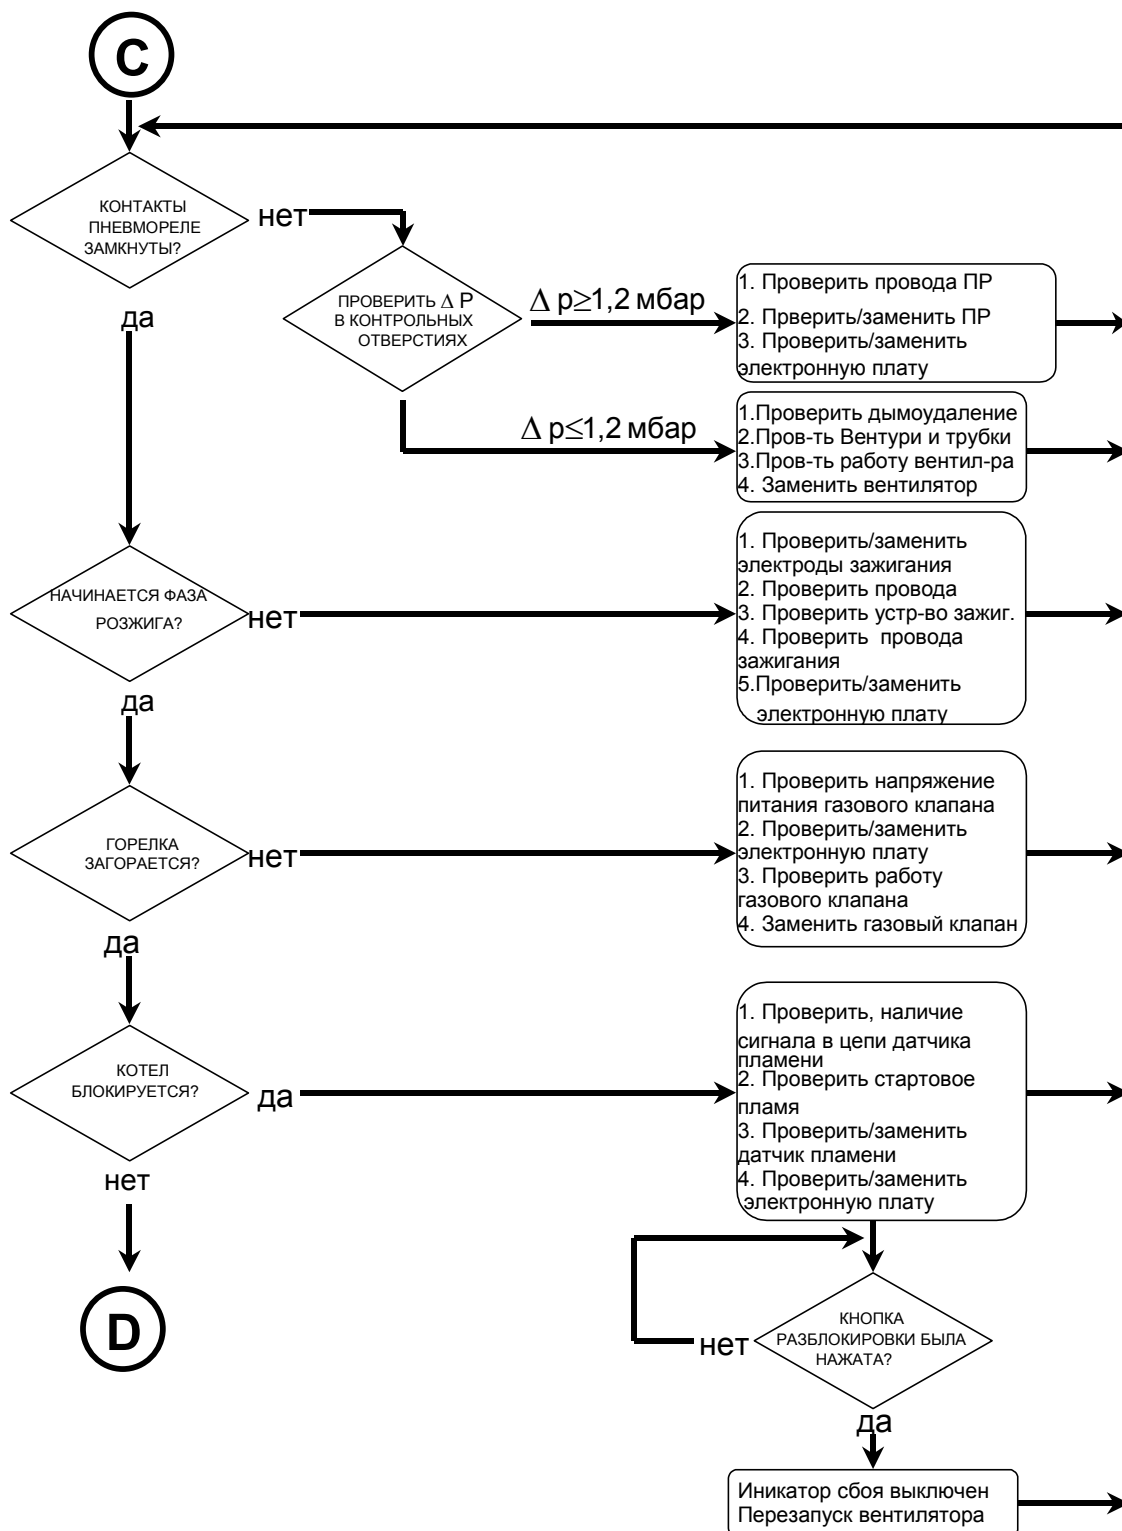 C
КОНТАКТЫ
ПНЕВМОРЕЛЕ
ЗАМКНУТЫ?
нет
да
ПРОВЕРИТЬ Δ P
В КОНТРОЛЬНЫХ
ОТВЕРСТИЯХ
Δ p≥1,2 мбар
1. Проверить провода ПР
2. Прверить/заменить ПР
3. Проверить/заменить
электронную плату
Δ p≤1,2 мбар
1.Проверить дымоудаление
2.Пров-ть Вентури и трубки
3.Пров-ть работу вентил-ра
4. Заменить вентилятор
НАЧИНАЕТСЯ ФАЗА
РОЗЖИГА?
нет
да
1. Проверить/заменить
электроды зажигания
2. Проверить провода
3. Проверить устр-во зажиг.
4. Проверить провода
зажигания
5.Проверить/заменить
электронную плату
ГОРЕЛКА
ЗАГОРАЕТСЯ?
нет
да
1. Проверить напряжение
питания газового клапана
2. Проверить/заменить
электронную плату
3. Проверить работу
газового клапана
4. Заменить газовый клапан
КОТЕЛ
БЛОКИРУЕТСЯ?
да
нет
1. Проверить, наличие
сигнала в цепи датчика
пламени
2. Проверить стартовое
пламя
3. Проверить/заменить
датчик пламени
4. Проверить/заменить
электронную плату
D
КНОПКА
РАЗБЛОКИРОВКИ БЫЛА
НАЖАТА?
нет
да
Иникатор сбоя выключен
Перезапуск вентилятора